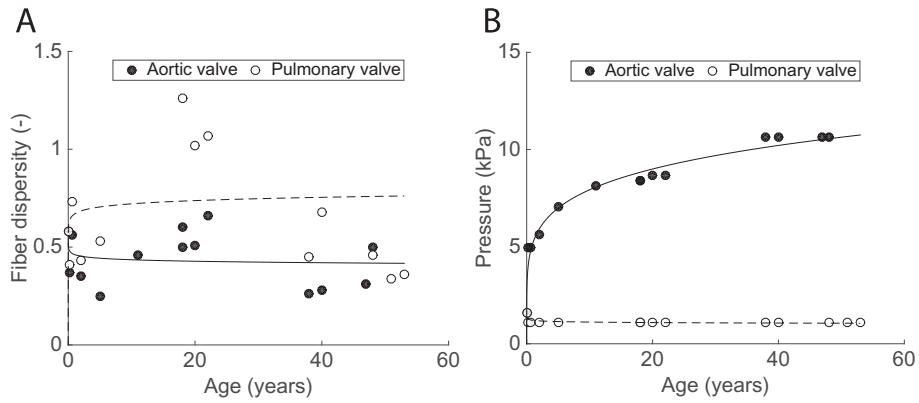 A
Aortic valve Pulmonary valve
Fiber dispersity (-)
1.5
1
0.5
0
0 20 40 60
Age (years)
B
Aortic valve Pulmonary valve
Pressure (kPa)
15
10
5
0
0 20 40 60
Age (years)